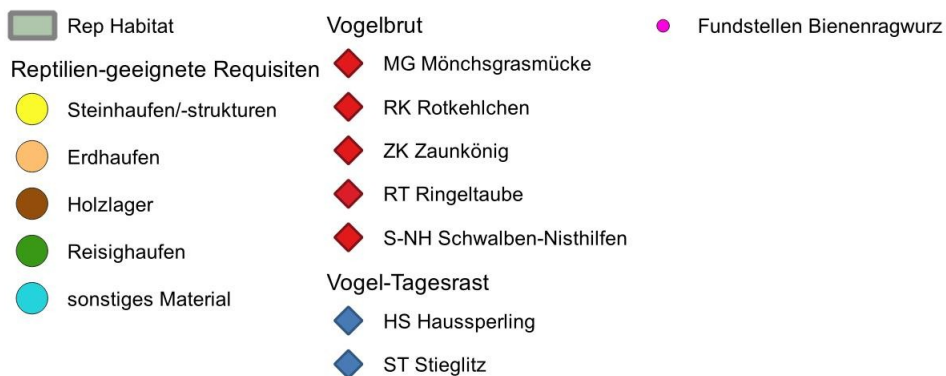 Rep Habitat
Reptilien-geeignete Requisiten
Steinhaufen/-strukturen
Erdhaufen
Holzlager
Reisighaufen
sonstiges Material
Vogelbrut
MG Mönchsgrasmücke
RK Rotkehlchen
ZK Zaunkönig
RT Ringeltaube
S-NH Schwalben-Nisthilfen
Vogel-Tagesrast
HS Haussperling
ST Stieglitz
Fundstellen Bienenragwurz